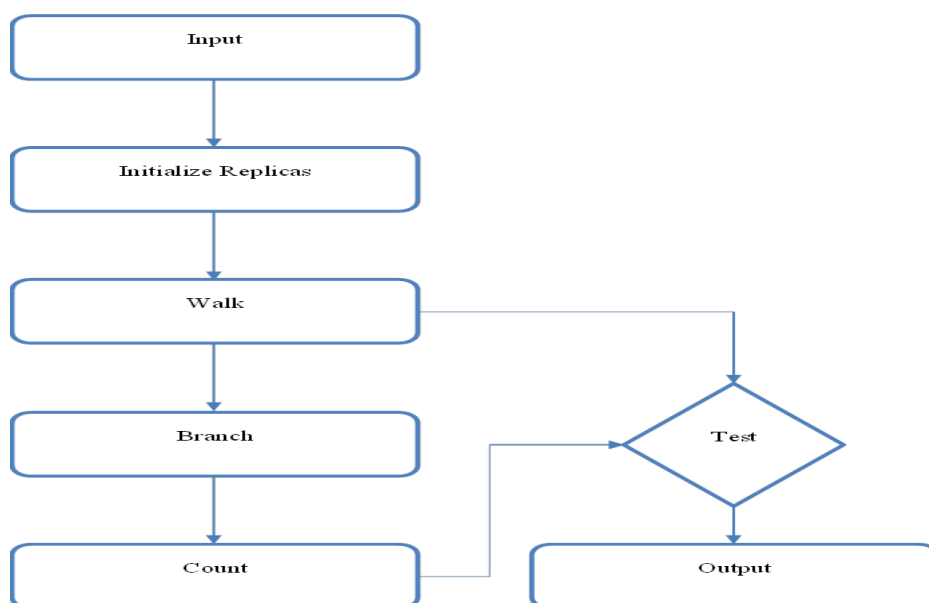 Input
Initialize Replicas
Walk
Branch
Test
Count
Output